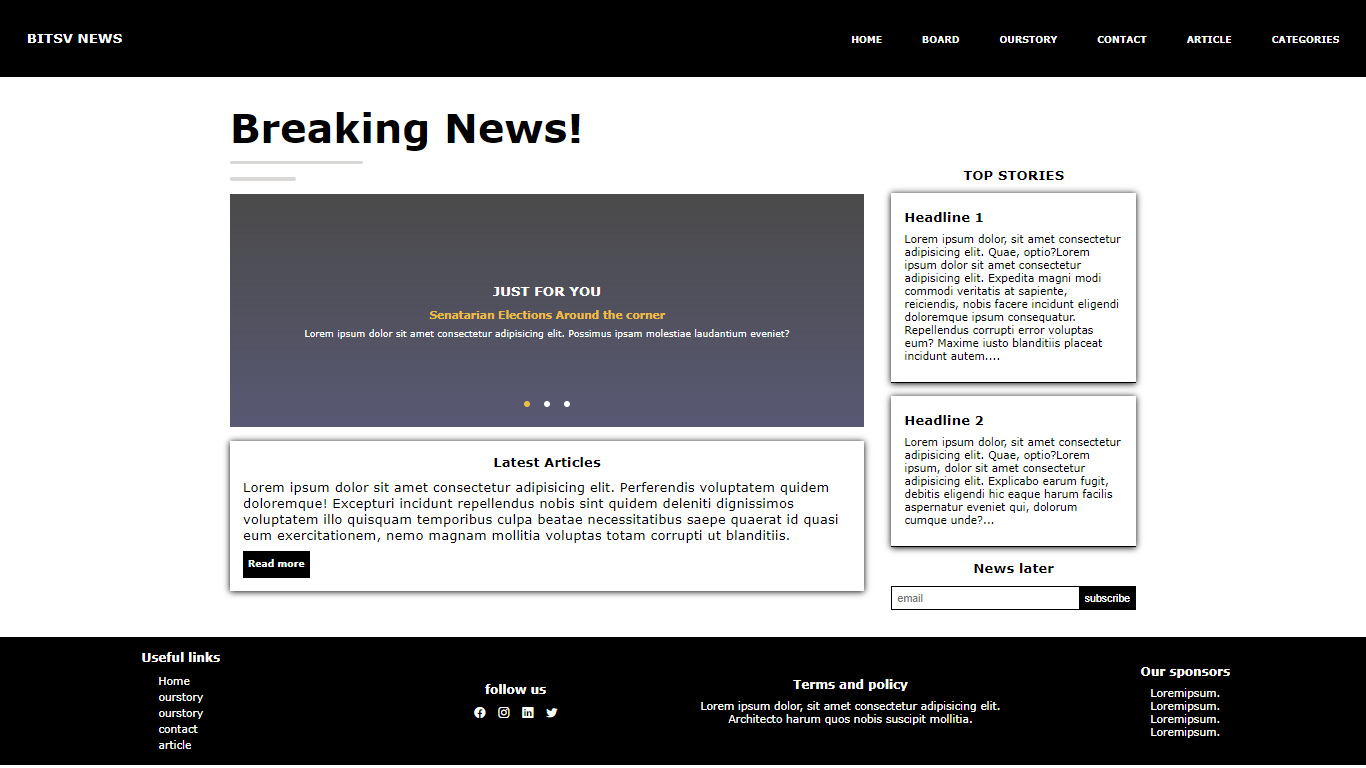 BITSV NEWS
HOME BOARD OURSTORY CONTACT ARTICLE CATEGORIES
Breaking News!
JUST FOR YOU
Senatarian Elections Around the corner
Lorem ipsum dolor sit amet consectetur adipisicing elit. Possimus ipsam molestiae laudantium eveniet?
Latest Articles
Lorem ipsum dolor sit amet consectetur adipisicing elit. Perferendis voluptatem quidem
doloremque! Excepturi incidunt repellendus nobis sint quidem deleniti dignissimos
voluptatem illo quisquam temporibus culpa beatae necessitatibus saepe quaerat id quasi
eum exercitationem, nemo magnam mollitia voluptas totam corrupti ut blanditiis.
Read more
TOP STORIES
Headline 1
Lorem ipsum dolor, sit amet consectetur
adipisicing elit. Quae, optio?Lorem
ipsum dolor sit amet consectetur
adipisicing elit. Expedita magni modi
commodi veritatis at sapiente,
reiciendis, nobis facere incidunt eligendi
doloremque ipsum consequatur.
Repellendus corrupti error voluptas
eum? Maxime iusto blanditiis placeat
incidunt autem....
Headline 2
Lorem ipsum dolor, sit amet consectetur
adipisicing elit. Quae, optio?Lorem
ipsum, dolor sit amet consectetur
adipisicing elit. Explicabo earum fugit,
debitis eligendi hic eaque harum facilis
aspernatur eveniet qui, dolorum
cumque unde?...
News later
email
subscribe
Useful links
Home
ourstory
ourstory
contact
article
follow us
Terms and policy
Lorem ipsum dolor, sit amet consectetur adipisicing elit.
Architecto harum quos nobis suscipit mollitia.
Our sponsors
Loremipsum.
Loremipsum.
Loremipsum.
Loremipsum.